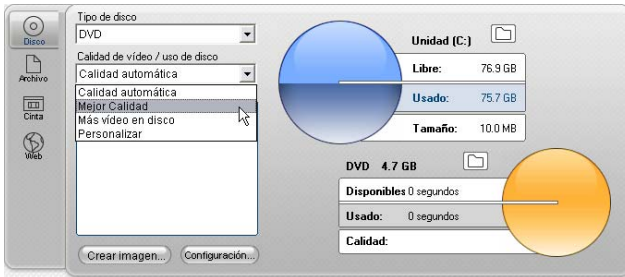 Disco
Archivo
Cinta
Web
Tipo de disco
DVD
Calidad de vídeo / uso de disco
Calidad automática
Calidad automática
Mejor Calidad
Más vídeo en disco
Personalizar
Crear imagen...
Configuración...
Unidad (C:)
Libre: 76.9 GB
Usado: 75.7 GB
Tamaño: 10.0 MB
DVD 4.7 GB
Disponibles 0 segundos
Usado: 0 segundos
Calidad: